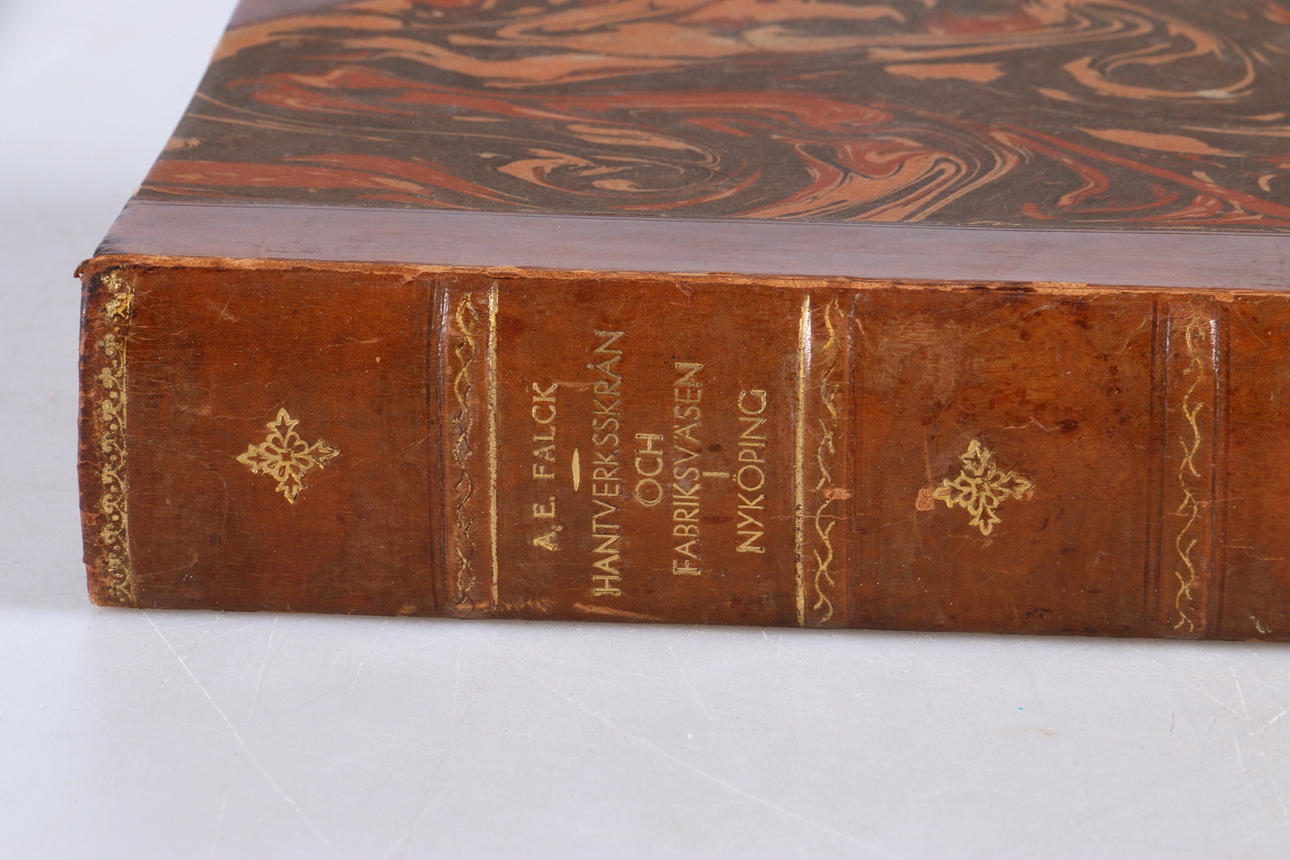 A. E. FALCK
HANTVERKSSKRÅN
OCH
FABRIKSVÄSEN
I
NYKÖPING